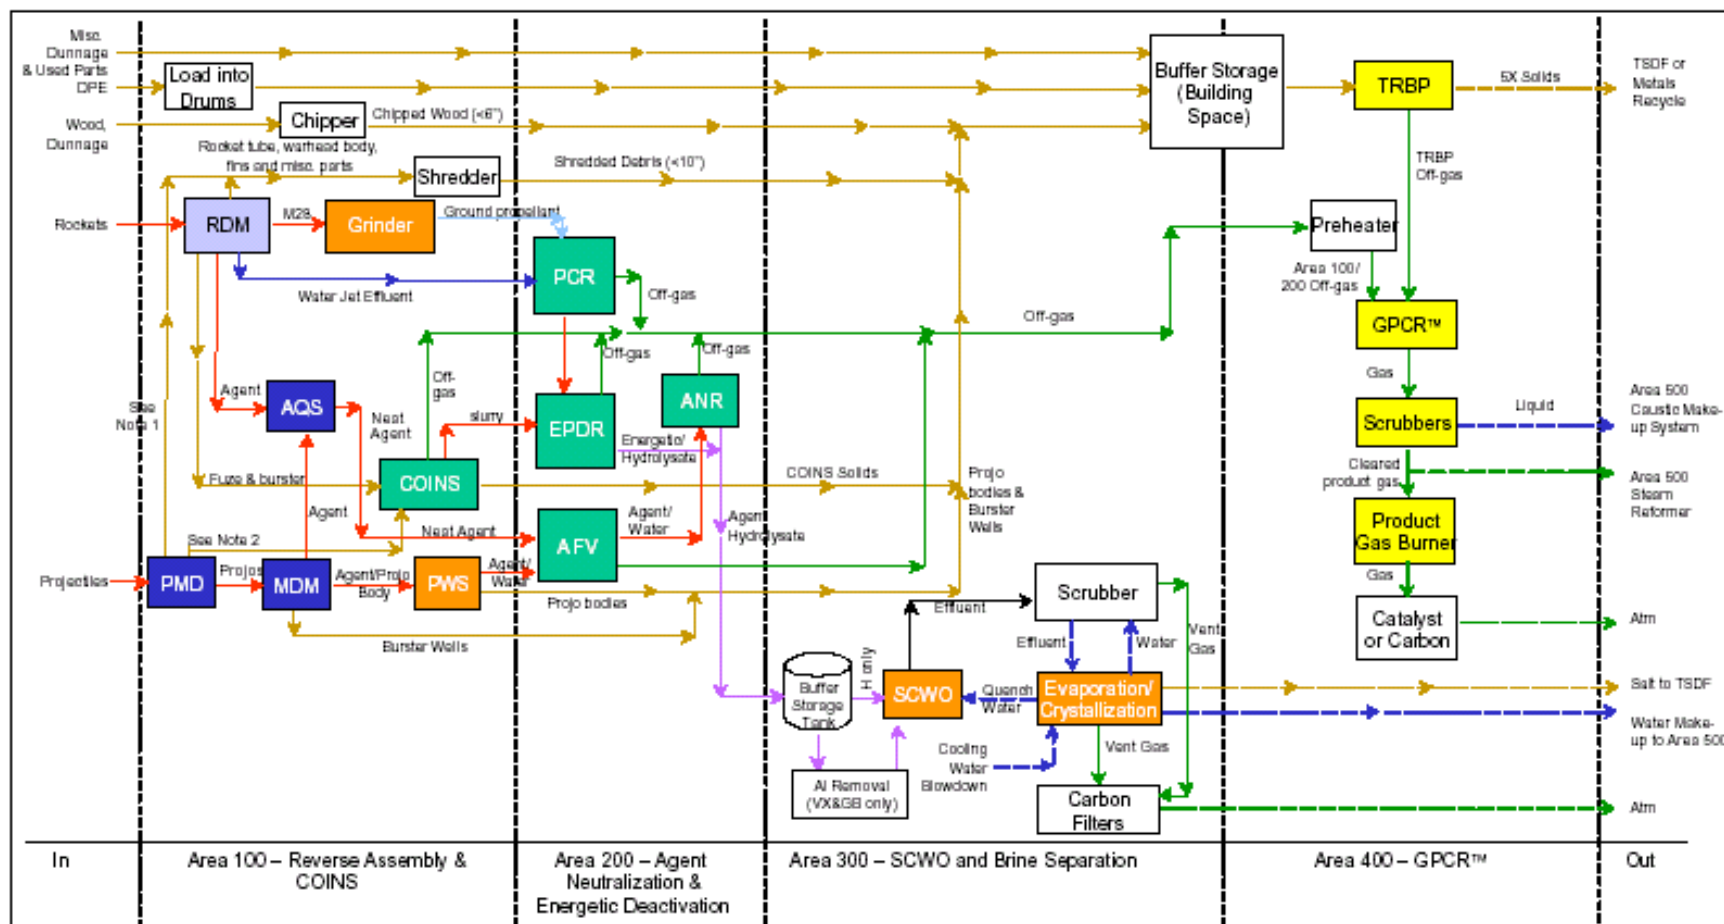 Misc.
Dunnage
& Used Parts
DPE
Load into
Drums
Wood,
Dunnage
Chipper
Chipped Wood (<6")
Rocket tube, warhead body,
fins and misc. parts
Shredder
Shredded Debris (<10")
Buffer Storage
(Building
Space)
TRBP
5X Solids
TSDF or
Metals
Recycle
TRBP
Off-gas
Rockets
RDM
M28
Grinder
Ground propellant
Water Jet Effluent
PCR
Off-gas
Preheater
Area 100/
200 Off-gas
GPCR™
Off-gas
Off-gas
Off-gas
Off-
gas
Gas
See
Note 1
Agent
AQS
Neat
Agent
slurry
EPDR
ANR
Energetic/
Hydrolysate
Scrubbers
Liquid
Area 500
Caustic Make-
up System
Fuze & burster
COINS
COINS Solids
Projo
bodies &
Burster
Wells
Cleared
product gas
Area 500
Steam
Reformer
Agent
Neat Agent
Agent/
Water
Agent
Hydrolysate
See Note 2
AFV
Product
Gas Burner
Projectiles
PMD
Projos
MDM
Agent/Projo
Body
PWS
Agent/
Water
Projo bodies
Burster Wells
Gas
Effluent
Scrubber
Effluent
Water
Vent
Gas
Catalyst
or Carbon
Atm
Buffer
Storage
Tank
H only
SCWO
Quench
Water
Evaporation/
Crystallization
Salt to TSDF
Water Make-
up to Area 500
Al Removal
(VX&GB only)
Cooling
Water
Blowdown
Vent Gas
Carbon
Filters
Atm
In
Area 100 – Reverse Assembly &
COINS
Area 200 – Agent
Neutralization &
Energetic Deactivation
Area 300 – SCWO and Brine Separation
Area 400 – GPCR™
Out